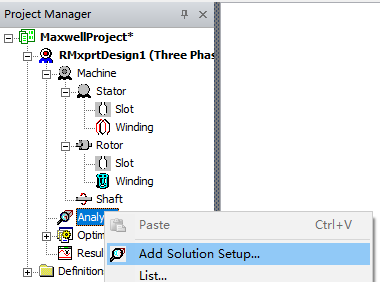 Project Manager
MaxwellProject*
RMxprtDesign1 (Three Phas
Machine
Stator
Slot
Winding
Rotor
Slot
Winding
Shaft
Analy
Paste Ctrl+V
Optim
Add Solution Setup...
Resul
List...
Definition